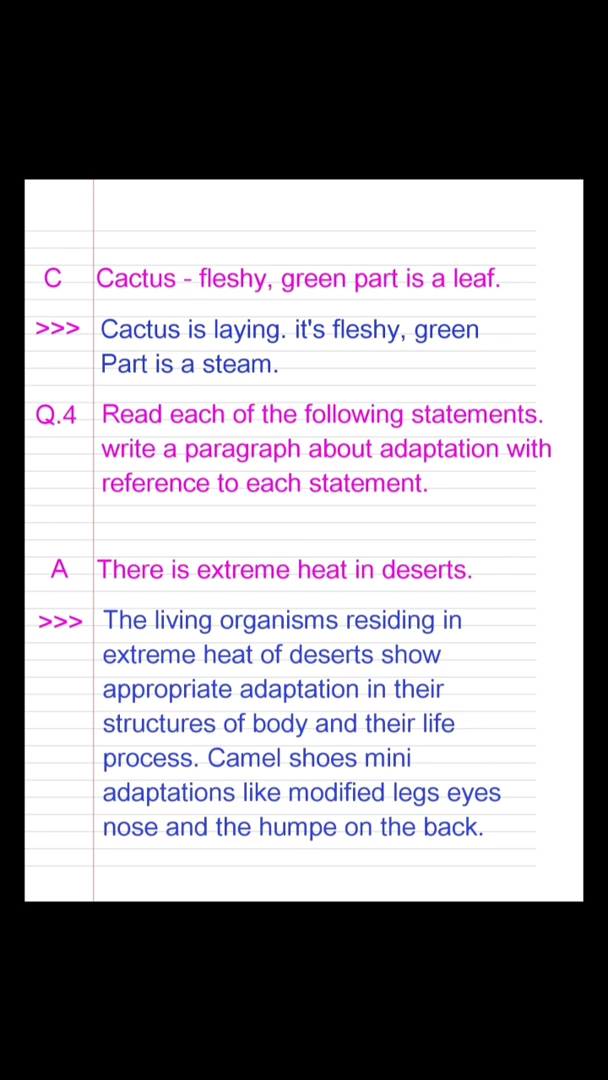 C Cactus - fleshy, green part is a leaf.
>>> Cactus is laying. it's fleshy, green
Part is a steam.
Q.4 Read each of the following statements.
write a paragraph about adaptation with
reference to each statement.
A There is extreme heat in deserts.
>>> The living organisms residing in
extreme heat of deserts show
appropriate adaptation in their
structures of body and their life
process. Camel shoes mini
adaptations like modified legs eyes
nose and the humpe on the back.